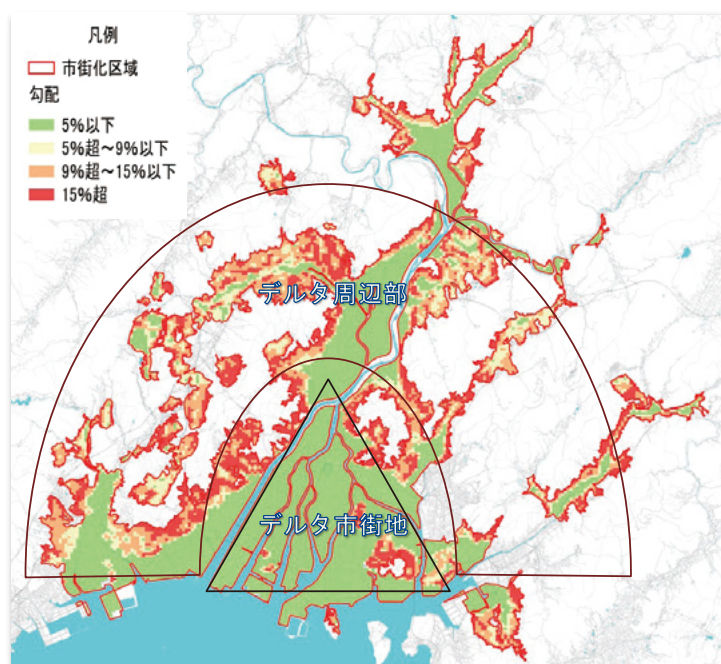 凡例
市街化区域
勾配
5%以下
5%超～9%以下
9%超～15%以下
15%超
デルタ周辺部
デルタ市街地